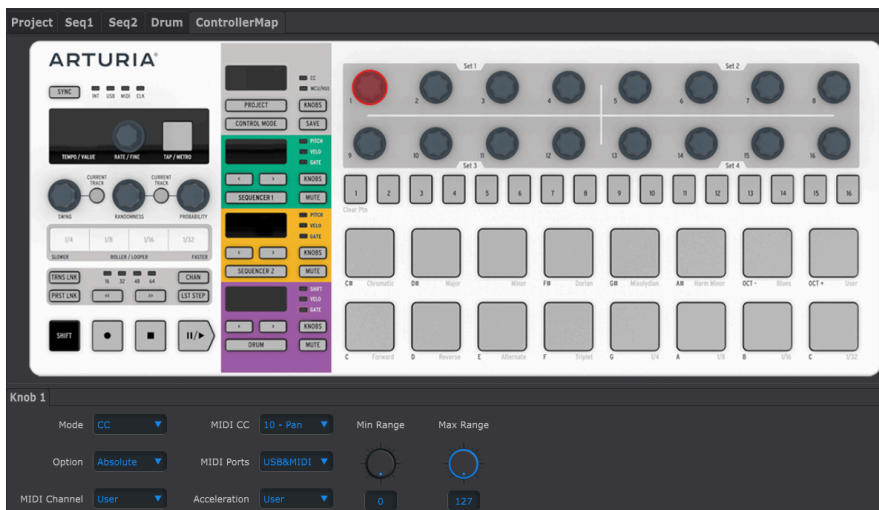 Project Seq1 Seq2 Drum ControllerMap
ARTURIA
SYNC
INT USB MIDI CLK
TEMPO / VALUE RATE / FINE TAP / METRO
CURRENT TRACK
CURRENT TRACK
SWING RANDOMNESS PROBABILITY
1/4 1/8 1/16 1/32
SLOWER ROLLER / LOOPER FASTER
TRNS LNK 16 32 48 64 CHAN
PRST LNK << >> LST STEP
SHIFT
CC
MCU/HUI
PROJECT KNOBS
CONTROL MODE SAVE
PITCH
VELO
GATE
< > KNOBS
SEQUENCER 1 MUTE
PITCH
VELO
GATE
< > KNOBS
SEQUENCER 2 MUTE
SHIFT
VELO
GATE
< > KNOBS
DRUM MUTE
Set 1 Set 2
1 2 3 4 5 6 7 8
9 10 11 12 13 14 15 16
Set 3 Set 4
1 2 3 4 5 6 7 8 9 10 11 12 13 14 15 16
Clear Ptn
C# Chromatic D# Major Minor F# Dorian G# Mixolydian A# Harm Minor OCT - Blues OCT + User
C Forward D Reverse E Alternate F Triplet G 1/4 A 1/8 B 1/16 C 1/32
Knob 1
Mode CC MIDI CC 10 - Pan Min Range Max Range
Option Absolute MIDI Ports USB&MIDI
MIDI Channel User Acceleration User 0 127